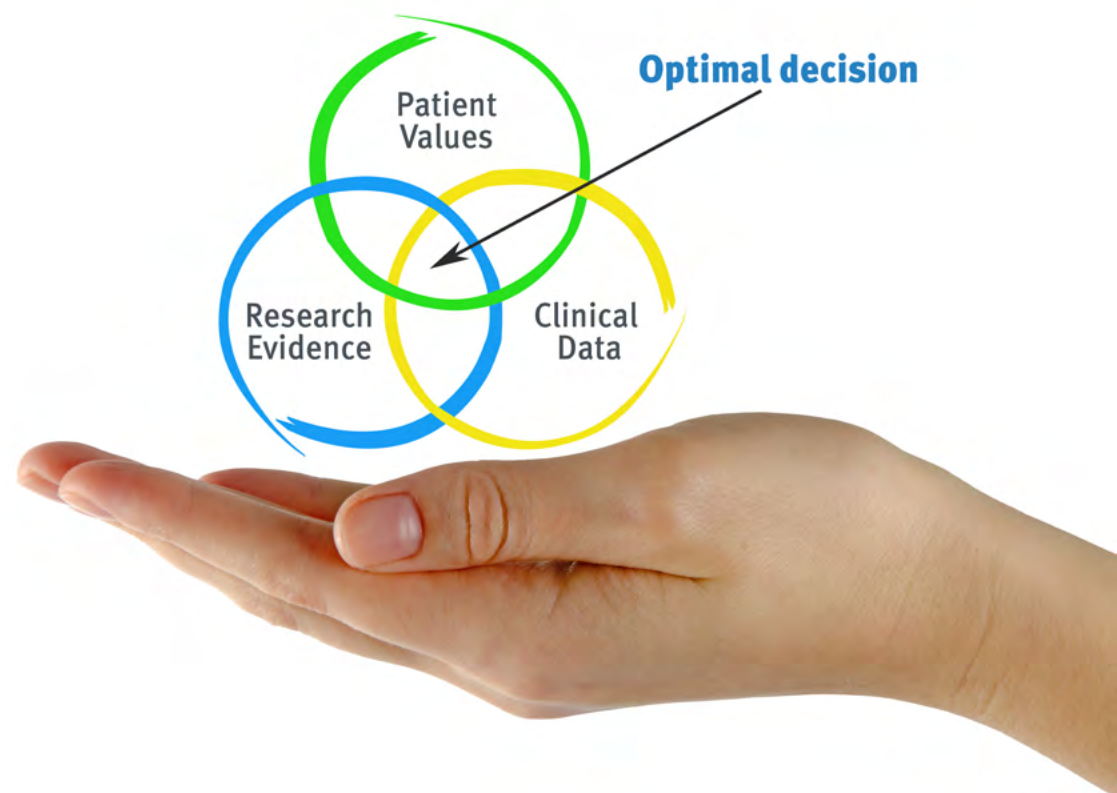 Optimal decision
Patient
Values
Research
Evidence
Clinical
Data